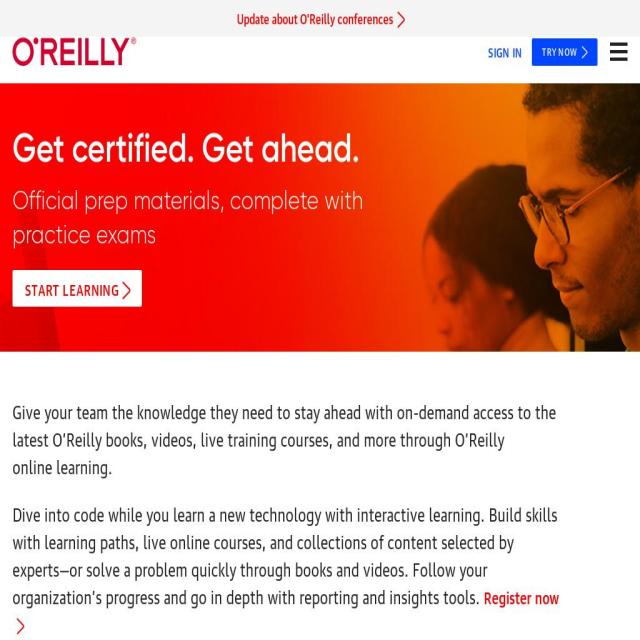 Update about O'Reilly conferences
O'REILLY®
SIGN IN
TRY NOW
Get certified. Get ahead.
Official prep materials, complete with
practice exams
START LEARNING
Give your team the knowledge they need to stay ahead with on-demand access to the
latest O'Reilly books, videos, live training courses, and more through O'Reilly
online learning.
Dive into code while you learn a new technology with interactive learning. Build skills
with learning paths, live online courses, and collections of content selected by
experts—or solve a problem quickly through books and videos. Follow your
organization's progress and go in depth with reporting and insights tools. Register now